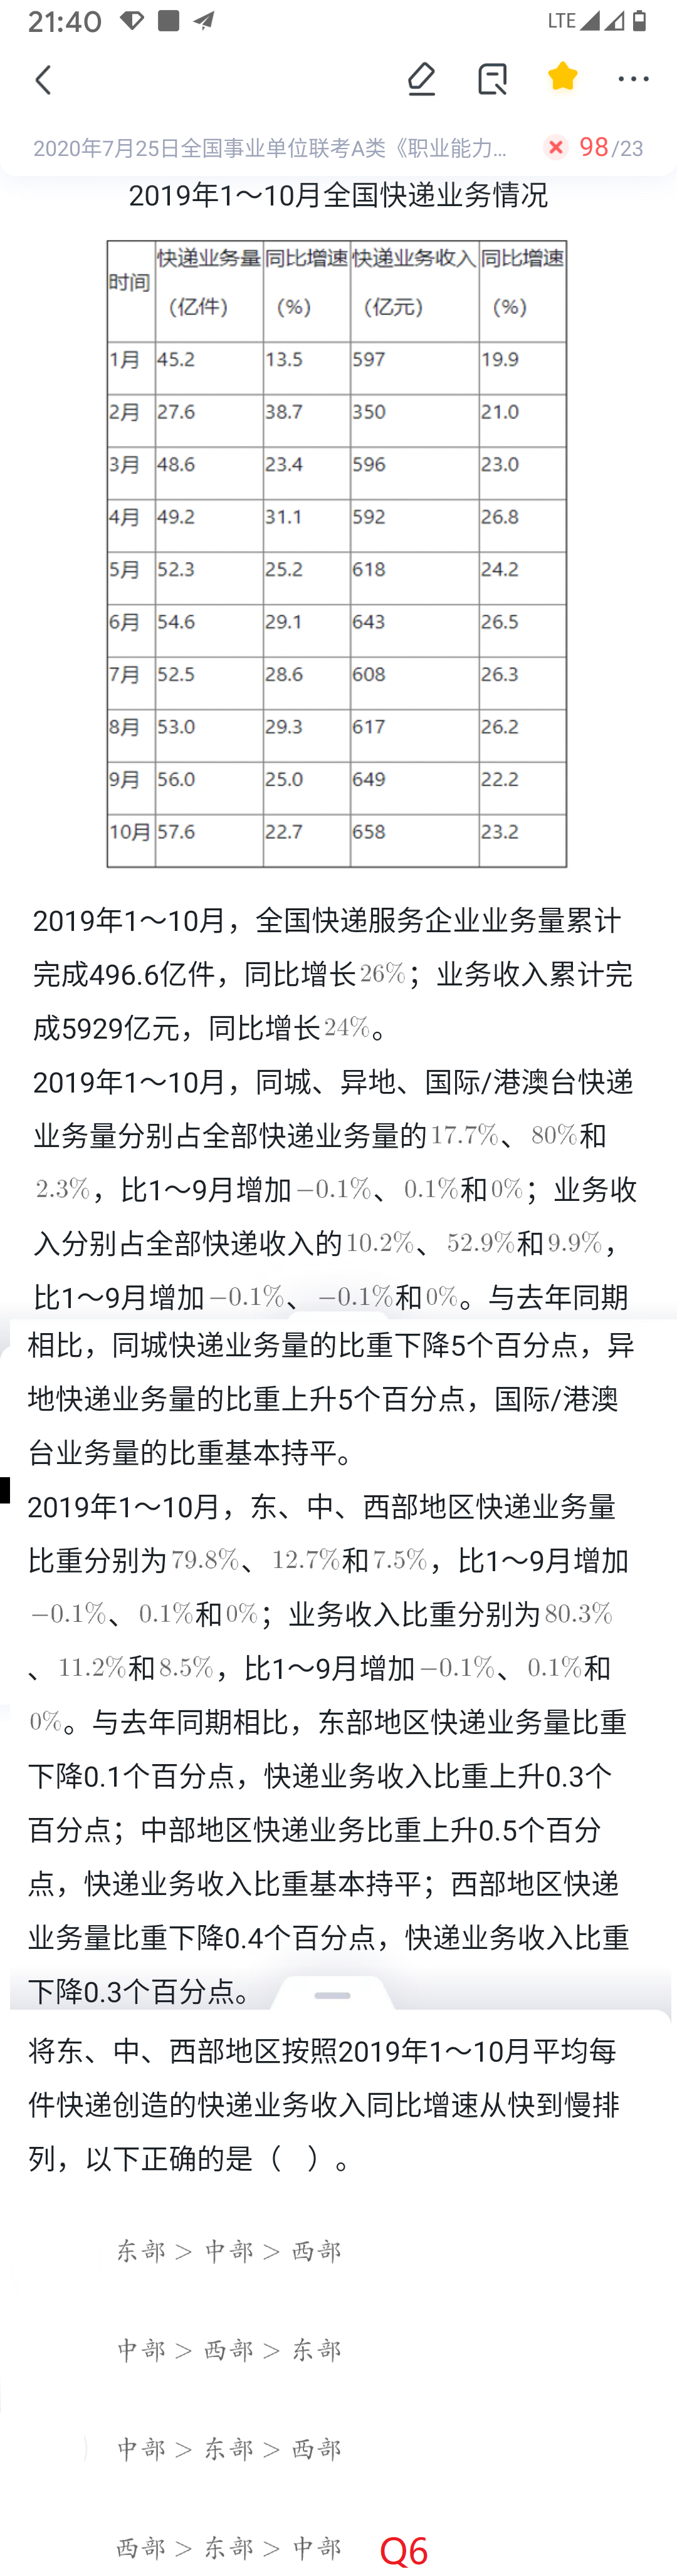 21:40
LTE
2020年7月25日全国事业单位联考A类《职业能力...
98/23
2019年1～10月全国快递业务情况
时间 快递业务量（亿件） 同比增速（%） 快递业务收入（亿元） 同比增速（%）
1月 45.2 13.5 597 19.9
2月 27.6 38.7 350 21.0
3月 48.6 23.4 596 23.0
4月 49.2 31.1 592 26.8
5月 52.3 25.2 618 24.2
6月 54.6 29.1 643 26.5
7月 52.5 28.6 608 26.3
8月 53.0 29.3 617 26.2
9月 56.0 25.0 649 22.2
10月 57.6 22.7 658 23.2
2019年1～10月，全国快递服务企业业务量累计
完成496.6亿件，同比增长26%；业务收入累计完
成5929亿元，同比增长24%。
2019年1～10月，同城、异地、国际/港澳台快递
业务量分别占全部快递业务量的17.7%、80%和
2.3%，比1～9月增加−0.1%、0.1%和0%；业务收
入分别占全部快递收入的10.2%、52.9%和9.9%，
比1～9月增加−0.1%、−0.1%和0%。与去年同期
相比，同城快递业务量的比重下降5个百分点，异
地快递业务量的比重上升5个百分点，国际/港澳
台业务量的比重基本持平。
2019年1～10月，东、中、西部地区快递业务量
比重分别为79.8%、12.7%和7.5%，比1～9月增加
−0.1%、0.1%和0%；业务收入比重分别为80.3%
、11.2%和8.5%，比1～9月增加−0.1%、0.1%和
0%。与去年同期相比，东部地区快递业务量比重
下降0.1个百分点，快递业务收入比重上升0.3个
百分点；中部地区快递业务比重上升0.5个百分
点，快递业务收入比重基本持平；西部地区快递
业务量比重下降0.4个百分点，快递业务收入比重
下降0.3个百分点。
将东、中、西部地区按照2019年1～10月平均每
件快递创造的快递业务收入同比增速从快到慢排
列，以下正确的是（ ）。
东部 > 中部 > 西部
中部 > 西部 > 东部
中部 > 东部 > 西部
西部 > 东部 > 中部
Q6